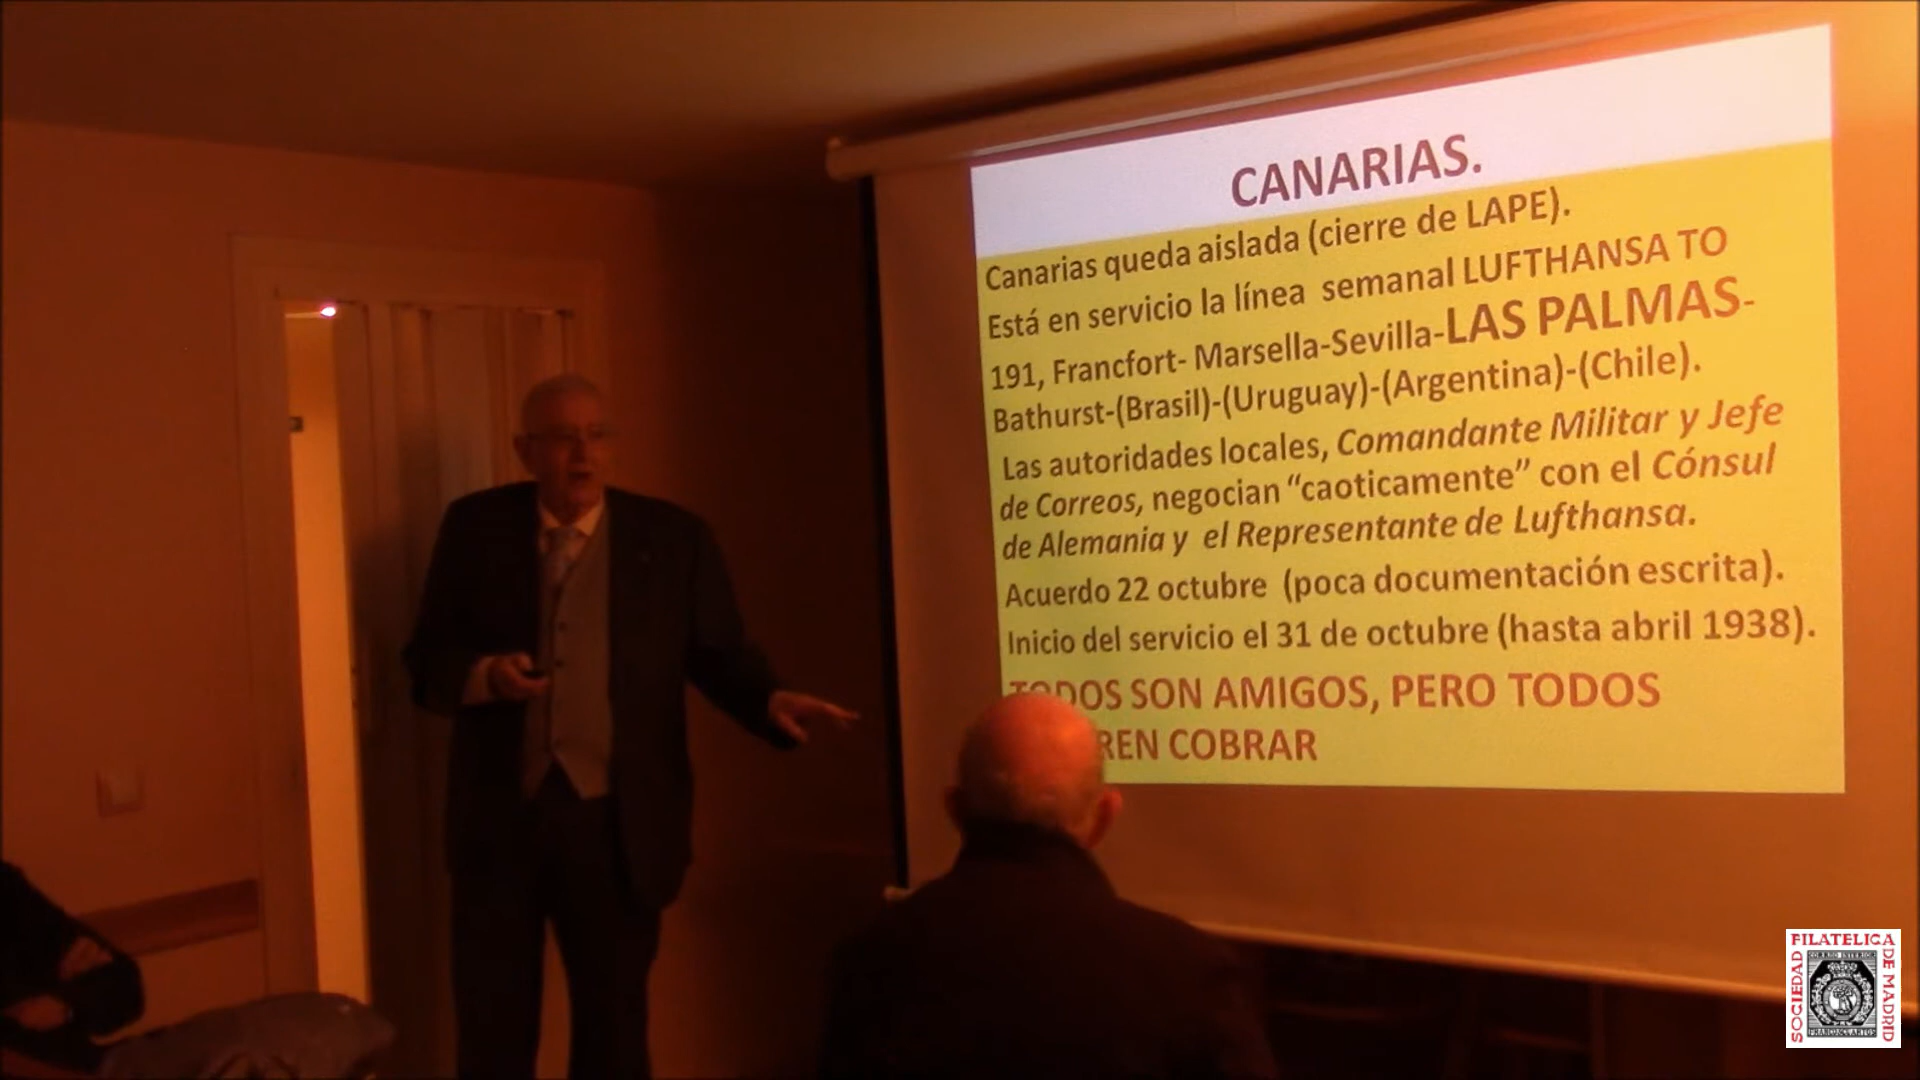 CANARIAS.
Canarias queda aislada (cierre de LAPE).
Está en servicio la línea semanal LUFTHANSA TO
191, Francfort- Marsella-Sevilla-LAS PALMAS-
Bathurst-(Brasil)-(Uruguay)-(Argentina)-(Chile).
Las autoridades locales, Comandante Militar y Jefe
de Correos, negocian “caoticamente” con el Cónsul
de Alemania y el Representante de Lufthansa.
Acuerdo 22 octubre (poca documentación escrita).
Inicio del servicio el 31 de octubre (hasta abril 1938).
TODOS SON AMIGOS, PERO TODOS
REN COBRAR
SOCIEDAD
FILATELICA
DE MADRID